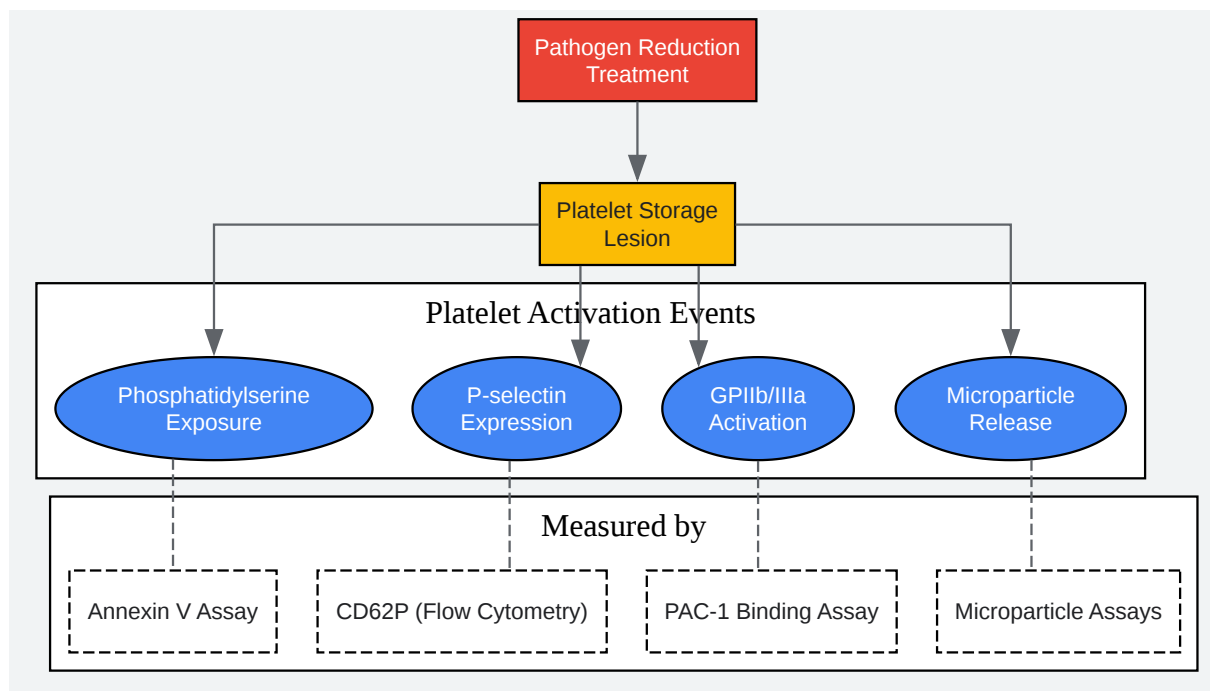 Pathogen Reduction
Treatment
Platelet Storage
Lesion
Platelet Activation Events
Phosphatidylserine
Exposure
P-selectin
Expression
GPIIb/IIIa
Activation
Microparticle
Release
Measured by
Annexin V Assay
CD62P (Flow Cytometry)
PAC-1 Binding Assay
Microparticle Assays